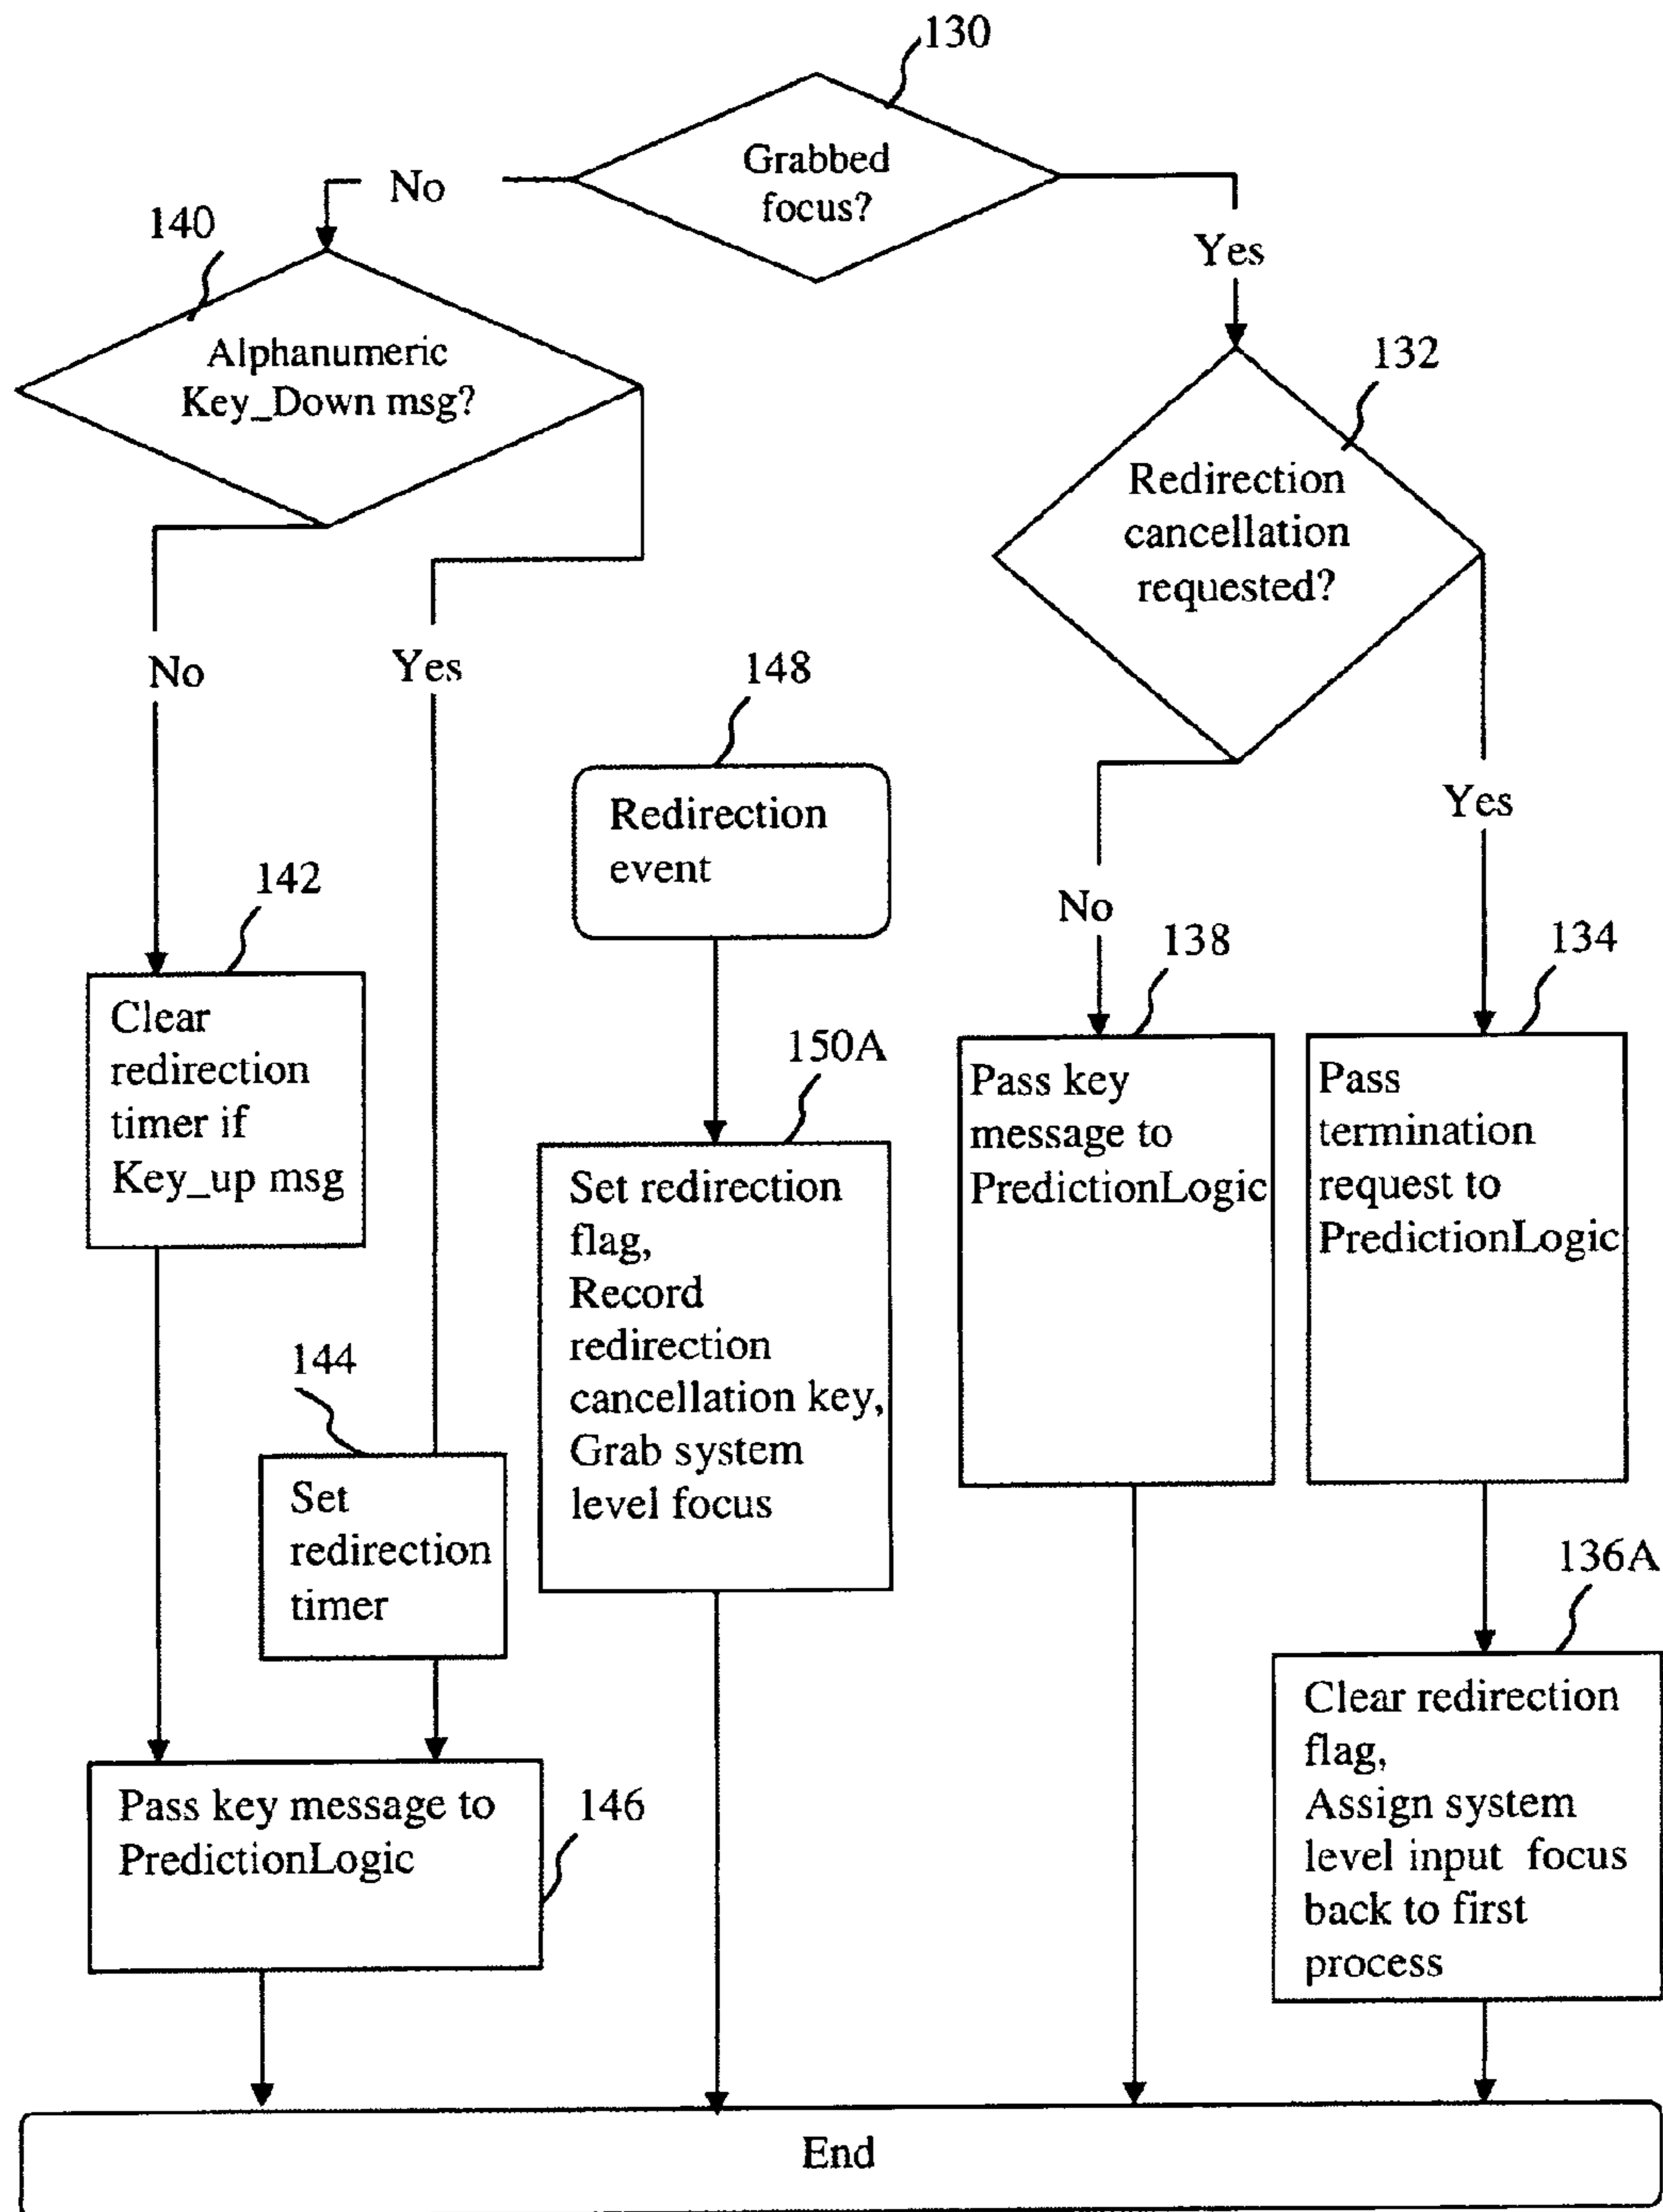 130
Grabbed
focus?
No
Yes
140
Alphanumeric
Key_Down msg?
132
Redirection
cancellation
requested?
No
Yes
148
Redirection
event
Yes
No
142
Clear
redirection
timer if
Key_up msg
138
Pass key
message to
PredictionLogic
134
Pass
termination
request to
PredictionLogic
150A
Set redirection
flag,
Record
redirection
cancellation key,
Grab system
level focus
144
Set
redirection
timer
136A
Clear redirection
flag,
Assign system
level input focus
back to first
process
Pass key message to
PredictionLogic
146
End